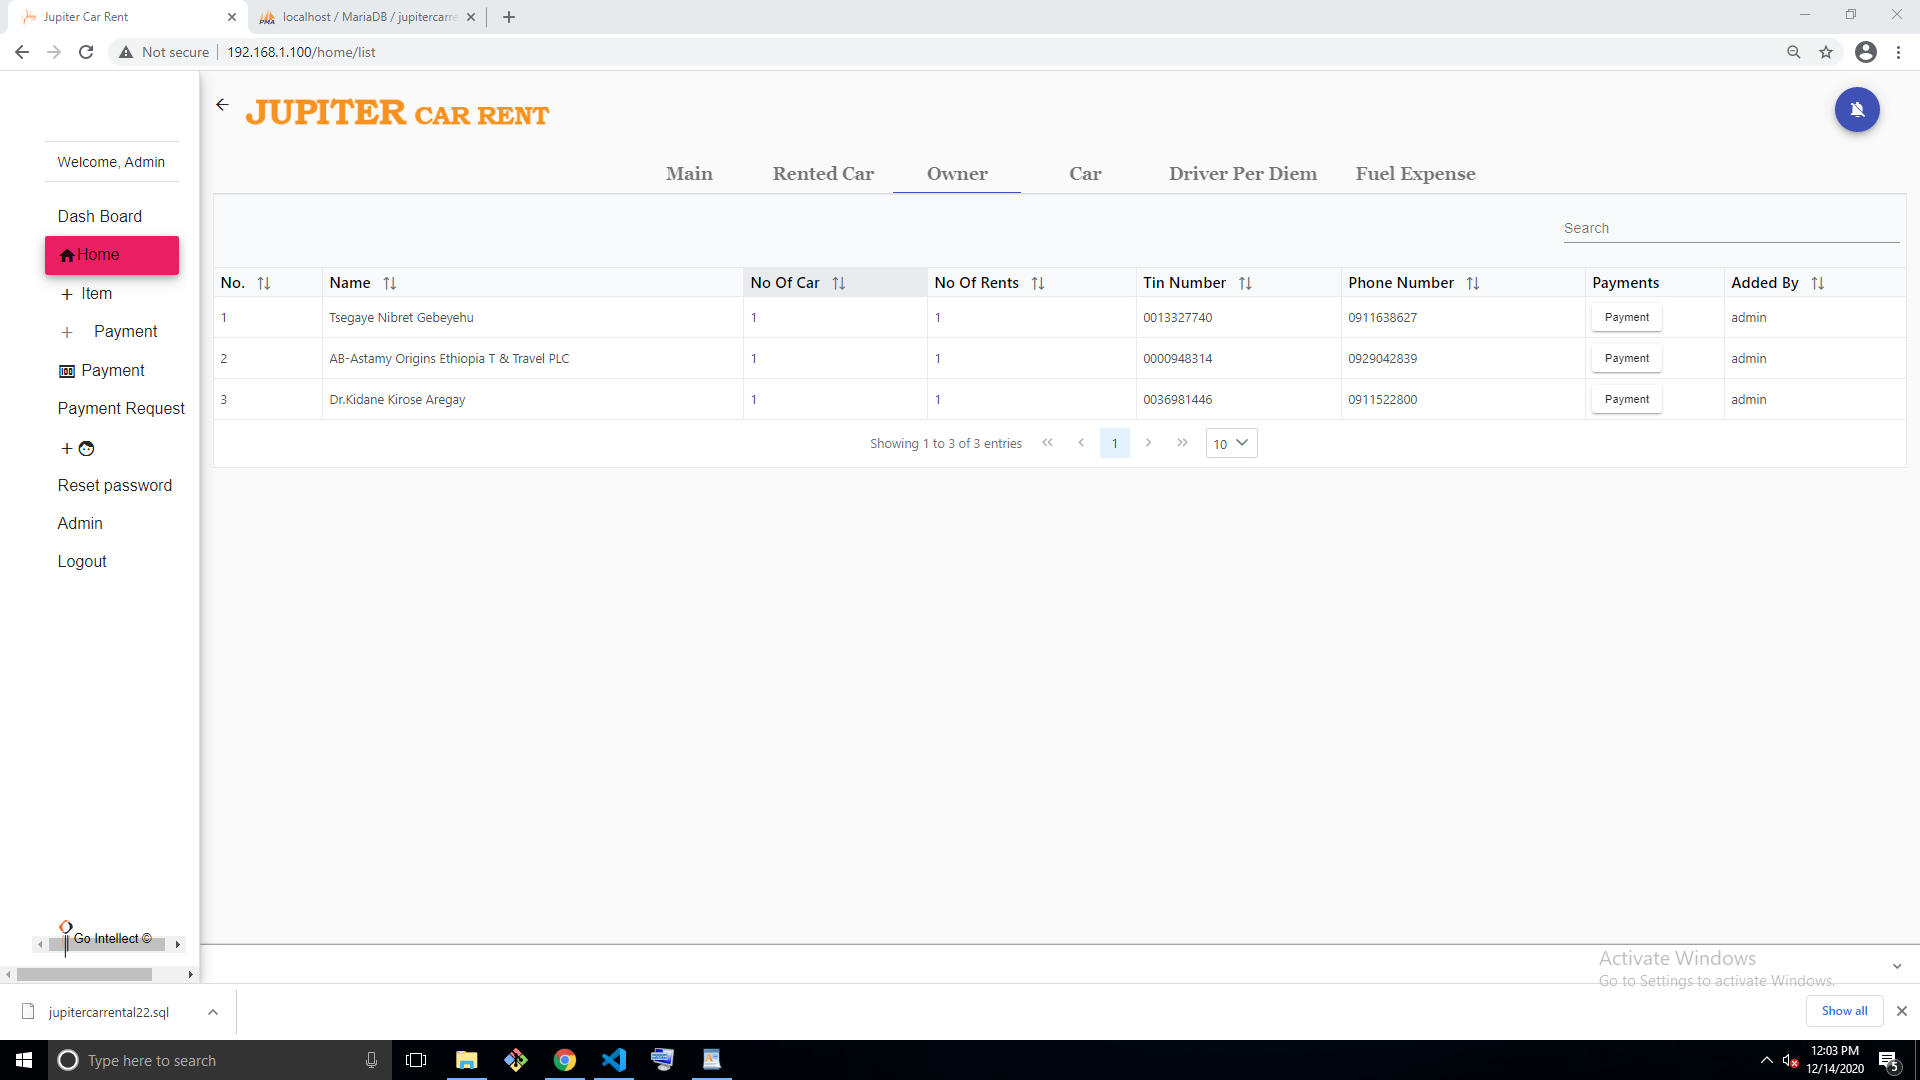 Jupiter Car Rent
localhost / MariaDB / jupitercarre
Not secure
192.168.1.100/home/list
JUPITER CAR RENT
Welcome, Admin
Dash Board
Home
+ Item
+ Payment
Payment
Payment Request
+
Reset password
Admin
Logout
Go Intellect ©
Main Rented Car Owner Car Driver Per Diem Fuel Expense
Search
No. Name No Of Car No Of Rents Tin Number Phone Number Payments Added By
1 Tsegaye Nibret Gebeyehu 1 1 0013327740 0911638627 Payment admin
2 AB-Astamy Origins Ethiopia T & Travel PLC 1 1 0000948314 0929042839 Payment admin
3 Dr.Kidane Kirose Aregay 1 1 0036981446 0911522800 Payment admin
Showing 1 to 3 of 3 entries « ‹ 1 › » 10
Activate Windows
Go to Settings to activate Windows.
jupitercarrental22.sql
Show all
Type here to search
12:03 PM
12/14/2020
5